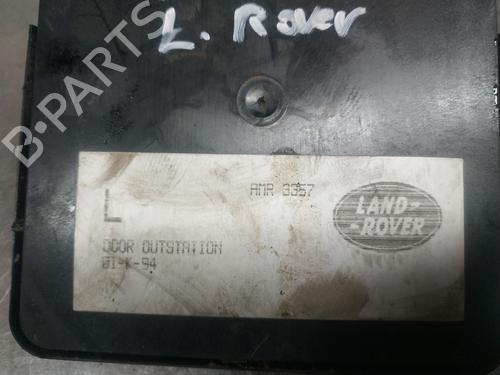 L. Rover
B-PARTS
L
AMR 3357
LAND-
-ROVER
DOOR OUTSTATION
01-K-94